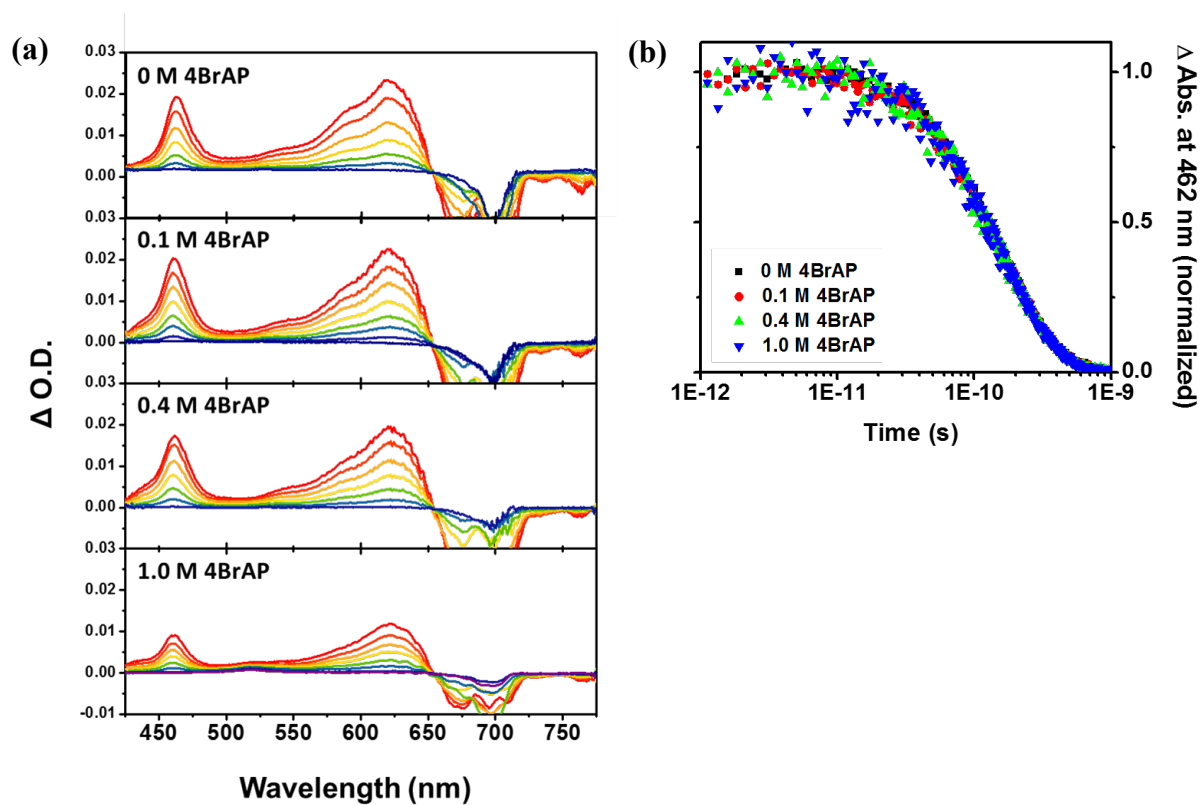 (a)
0.03
0 M 4BrAP
0.02
0.01
0.00
0.03
0.1 M 4BrAP
0.02
0.01
0.00
0.03
0.4 M 4BrAP
0.02
0.01
0.00
0.03
1.0 M 4BrAP
0.02
0.01
0.00
-0.01
450 500 550 600 650 700 750
Δ O.D.
Wavelength (nm)
(b)
1.0
0.5
0.0
0 M 4BrAP
0.1 M 4BrAP
0.4 M 4BrAP
1.0 M 4BrAP
1E-12 1E-11 1E-10 1E-9
Time (s)
Δ Abs. at 462 nm (normalized)